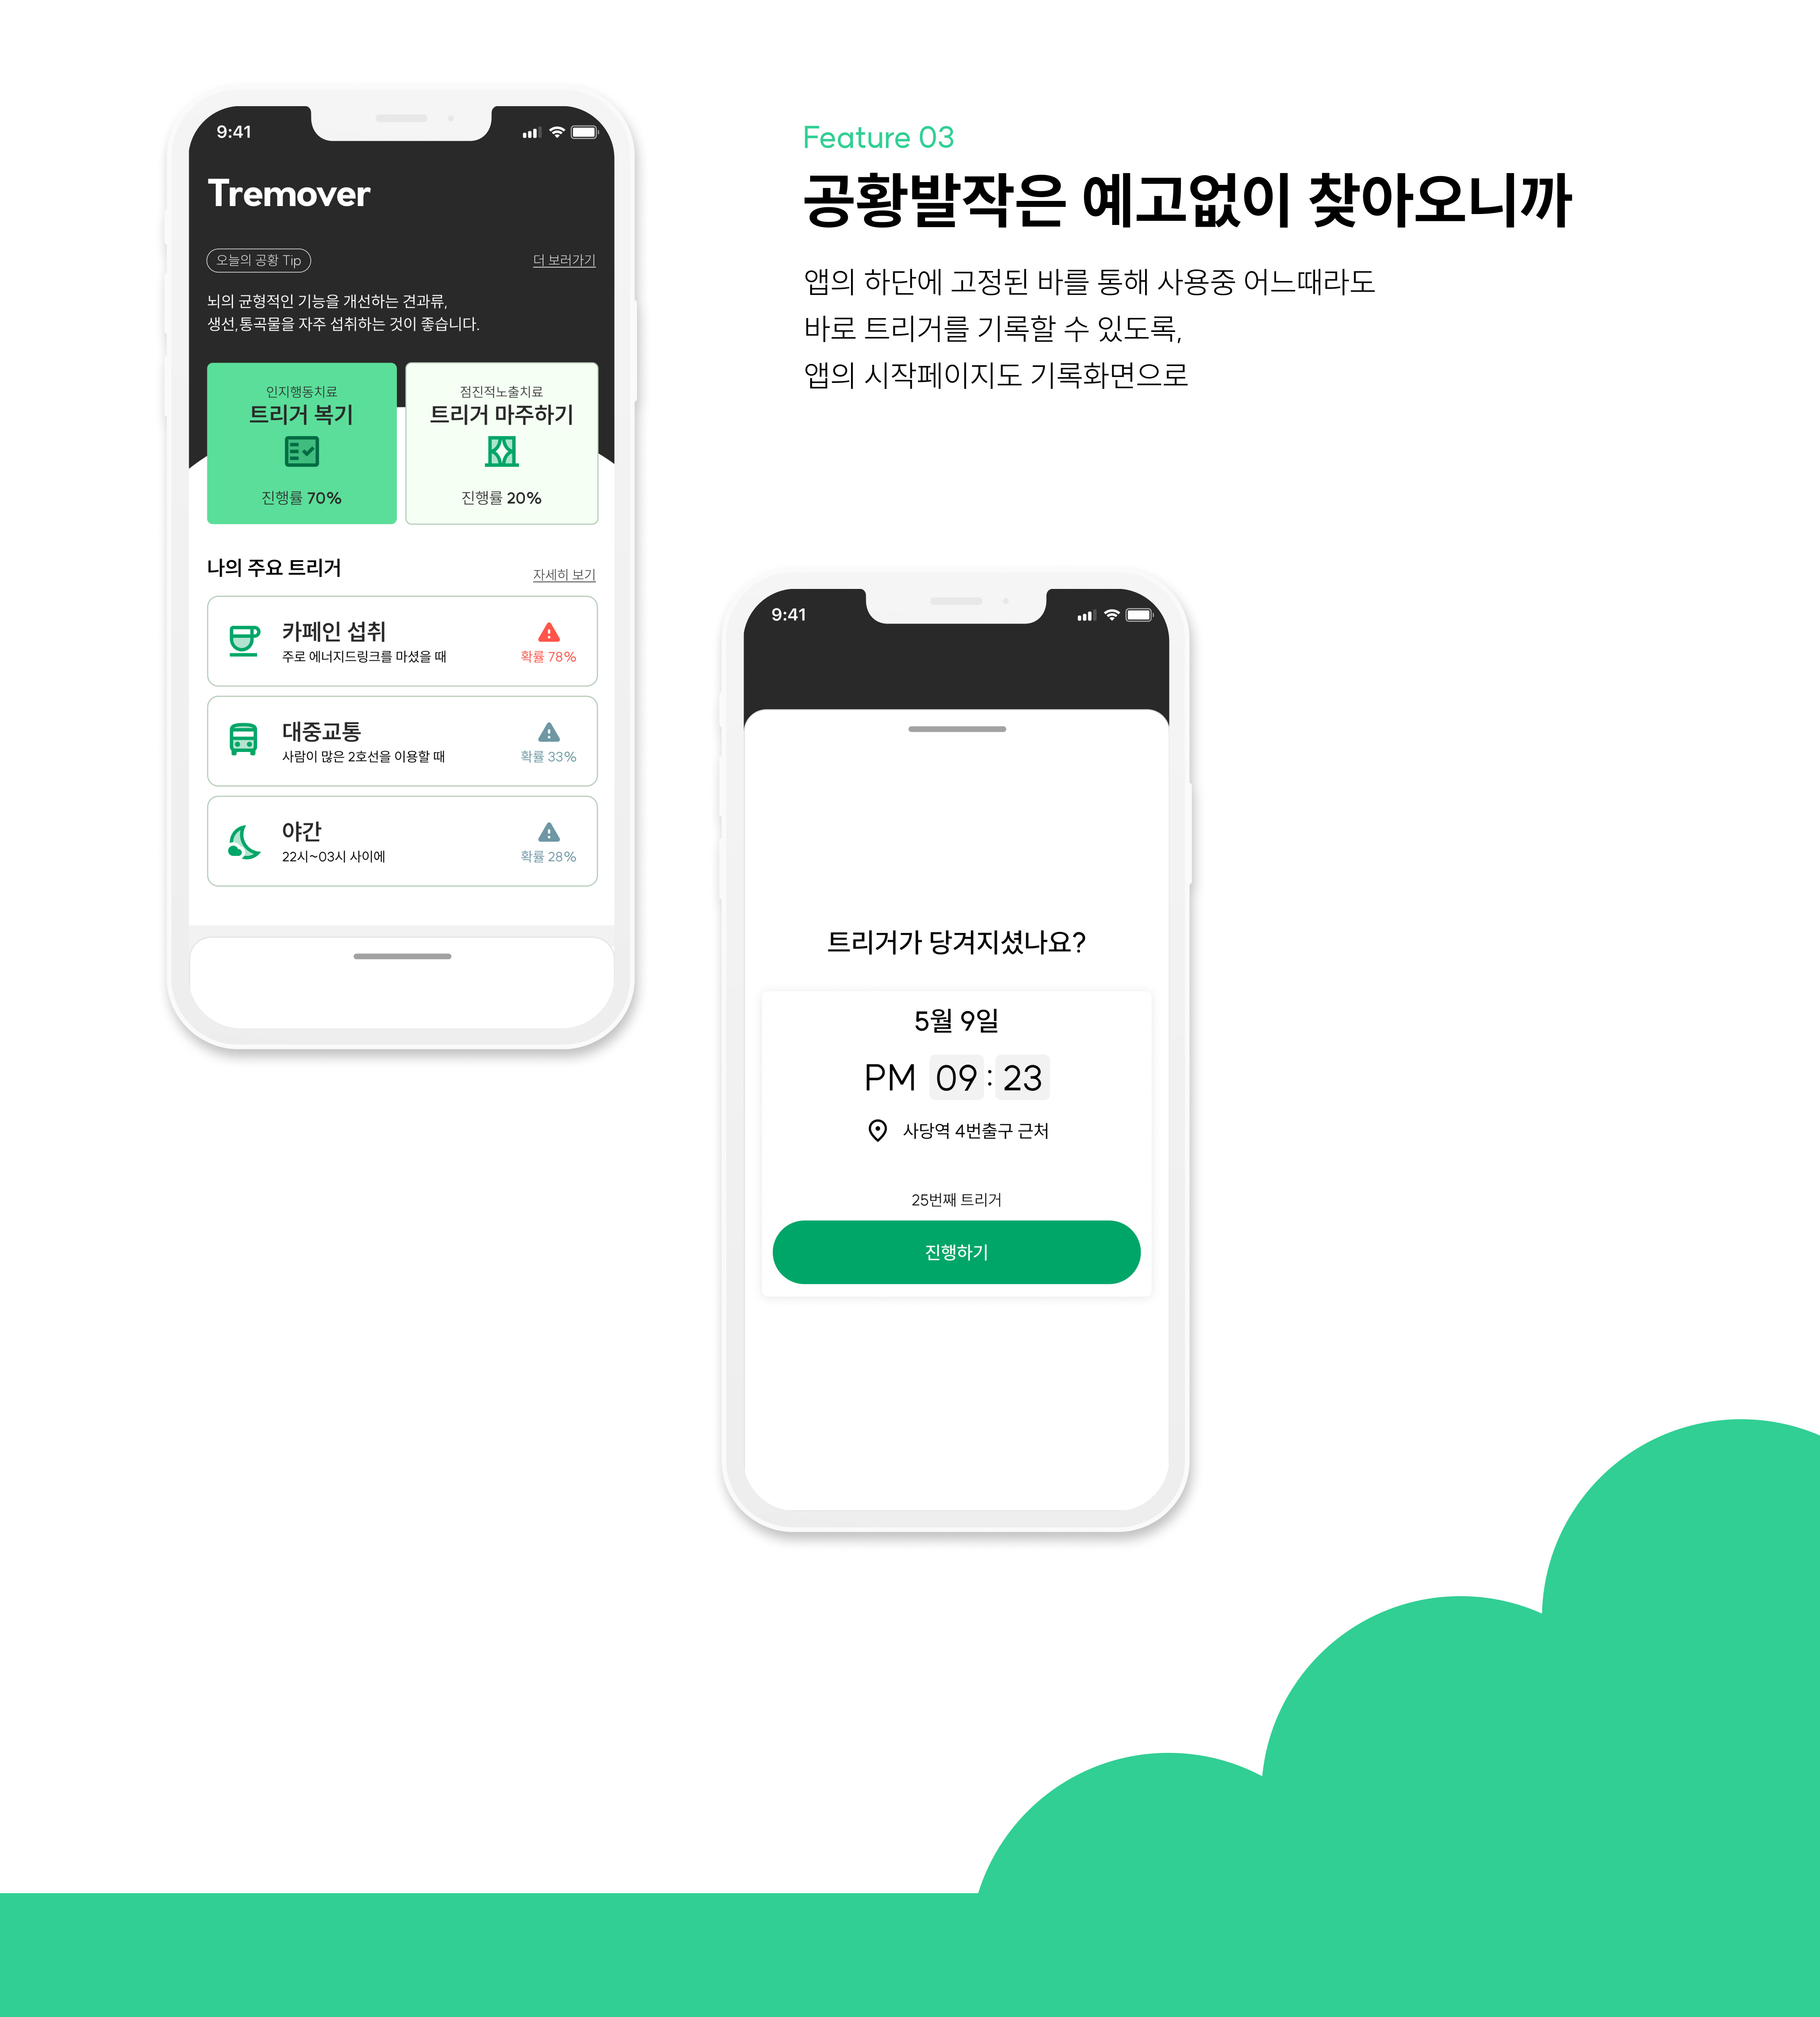 9:41
Tremover
오늘의 공황 Tip
더 보러가기
뇌의 균형적인 기능을 개선하는 견과류,
생선,통곡물을 자주 섭취하는 것이 좋습니다.
인지행동치료
트리거 복기
진행률 70%
점진적노출치료
트리거 마주하기
진행률 20%
나의 주요 트리거
자세히 보기
카페인 섭취
주로 에너지드링크를 마셨을 때
확률 78%
대중교통
사람이 많은 2호선을 이용할 때
확률 33%
야간
22시~03시 사이에
확률 28%
Feature 03
공황발작은 예고없이 찾아오니까
앱의 하단에 고정된 바를 통해 사용중 어느때라도
바로 트리거를 기록할 수 있도록,
앱의 시작페이지도 기록화면으로
9:41
트리거가 당겨지셨나요?
5월 9일
PM 09:23
사당역 4번출구 근처
25번째 트리거
진행하기